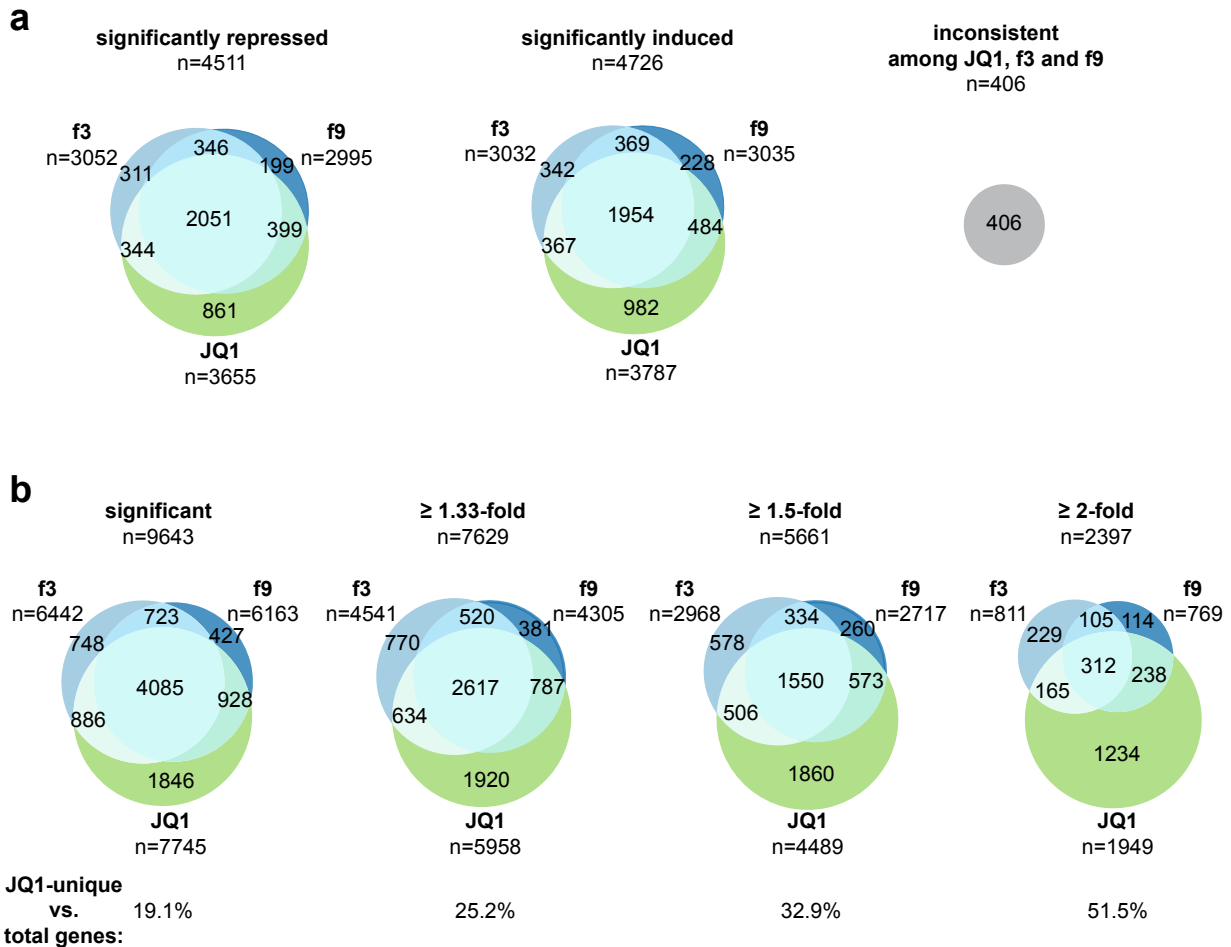 a
significantly repressed
n=4511
f3
n=3052
f9
n=2995
346
311
199
2051
344
399
861
JQ1
n=3655
significantly induced
n=4726
f3
n=3032
f9
n=3035
369
342
228
1954
367
484
982
JQ1
n=3787
inconsistent
among JQ1, f3 and f9
n=406
406
b
significant
n=9643
f3
n=6442
f9
n=6163
723
748
427
4085
886
928
1846
JQ1
n=7745
≥ 1.33-fold
n=7629
f3
n=4541
f9
n=4305
520
770
381
2617
634
787
1920
JQ1
n=5958
≥ 1.5-fold
n=5661
f3
n=2968
f9
n=2717
334
578
260
1550
506
573
1860
JQ1
n=4489
≥ 2-fold
n=2397
f3
n=811
f9
n=769
105
229
114
312
165
238
1234
JQ1
n=1949
JQ1-unique
vs.
total genes:
19.1%
25.2%
32.9%
51.5%